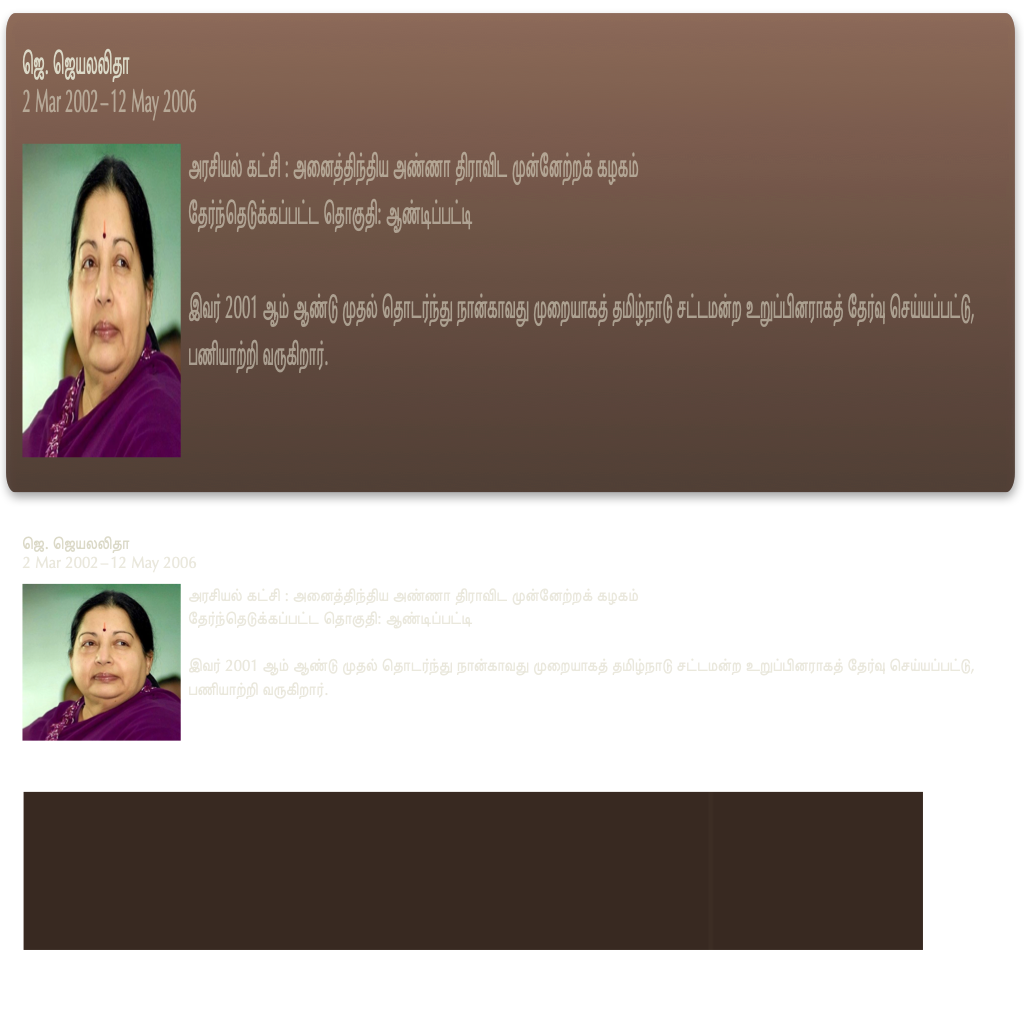 ஜெ. ஜெயலலிதா
2 Mar 2002–12 May 2006
அரசியல் கட்சி : அனைத்திந்திய அண்ணா திராவிட முன்னேற்றக் கழகம்
தேர்ந்தெடுக்கப்பட்ட தொகுதி: ஆண்டிப்பட்டி
இவர் 2001 ஆம் ஆண்டு முதல் தொடர்ந்து நான்காவது முறையாகத் தமிழ்நாடு சட்டமன்ற உறுப்பினராகத் தேர்வு செய்யப்பட்டு,
பணியாற்றி வருகிறார்.
ஜெ. ஜெயலலிதா
2 Mar 2002–12 May 2006
அரசியல் கட்சி : அனைத்திந்திய அண்ணா திராவிட முன்னேற்றக் கழகம்
தேர்ந்தெடுக்கப்பட்ட தொகுதி: ஆண்டிப்பட்டி
இவர் 2001 ஆம் ஆண்டு முதல் தொடர்ந்து நான்காவது முறையாகத் தமிழ்நாடு சட்டமன்ற உறுப்பினராகத் தேர்வு செய்யப்பட்டு,
பணியாற்றி வருகிறார்.